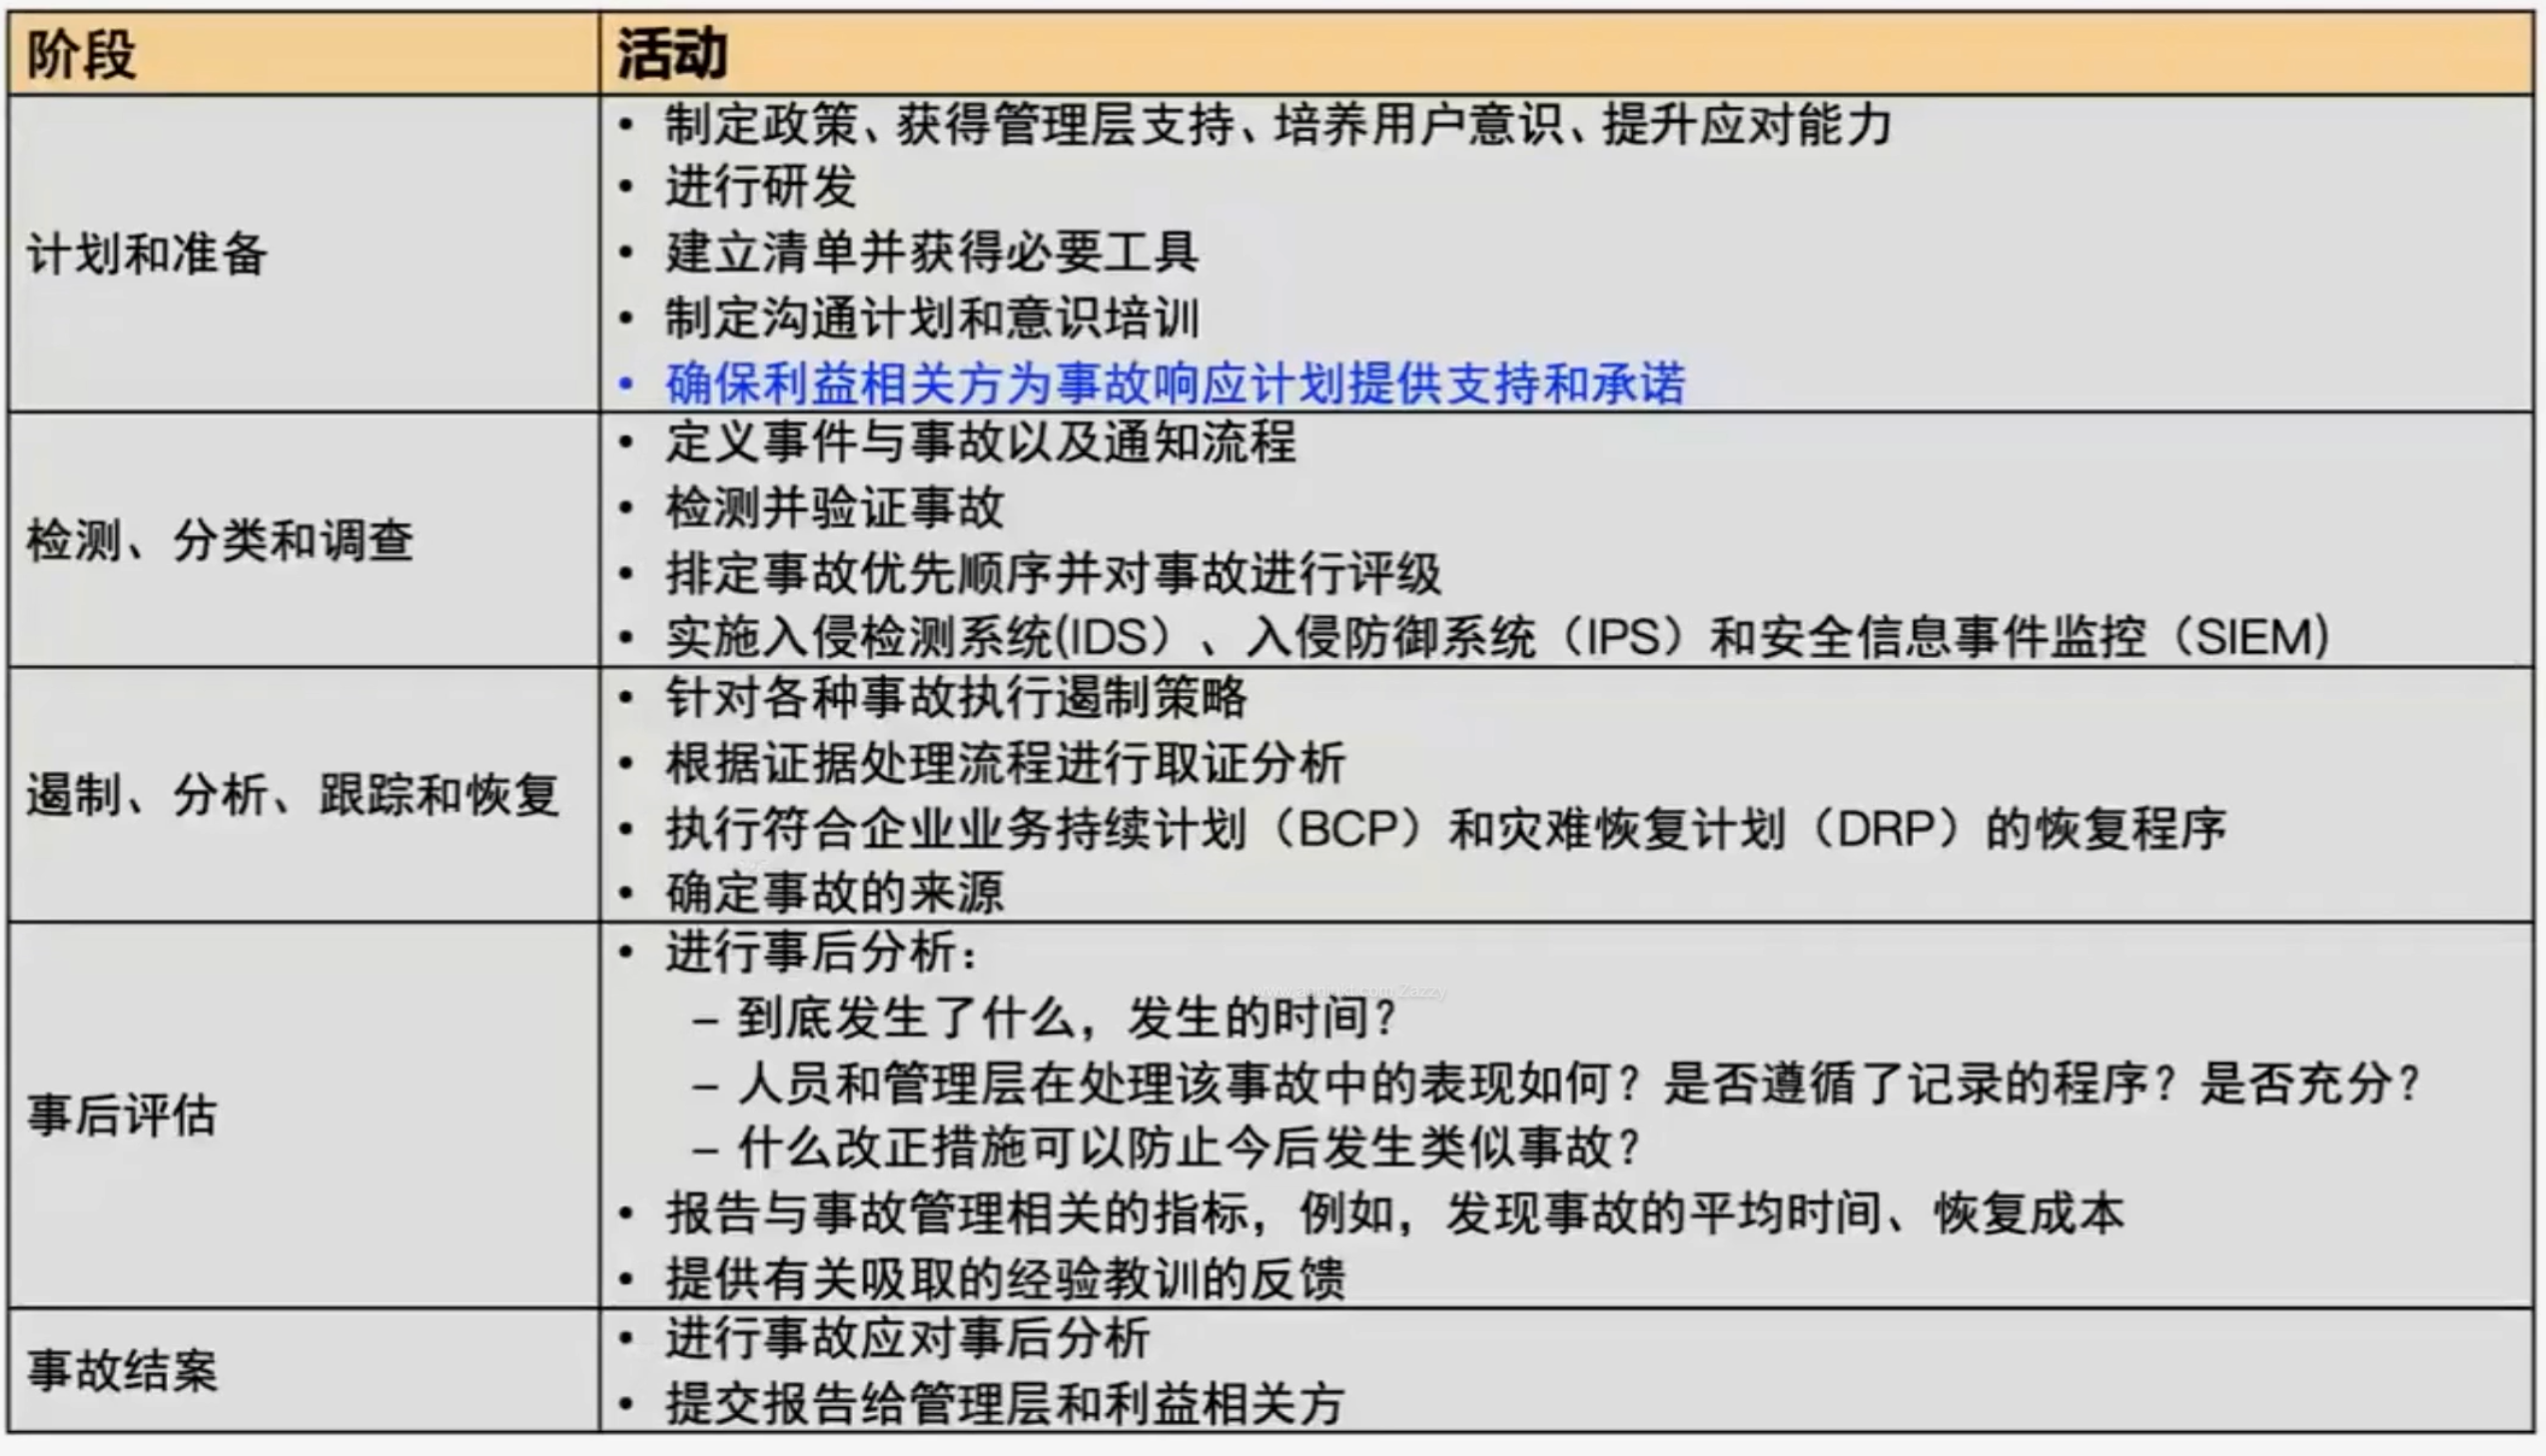 阶段
活动
计划和准备
• 制定政策、获得管理层支持、培养用户意识、提升应对能力
• 进行研发
• 建立清单并获得必要工具
• 制定沟通计划和意识培训
• 确保利益相关方为事故响应计划提供支持和承诺
检测、分类和调查
• 定义事件与事故以及通知流程
• 检测并验证事故
• 排定事故优先顺序并对事故进行评级
• 实施入侵检测系统(IDS）、入侵防御系统（IPS）和安全信息事件监控（SIEM)
遏制、分析、跟踪和恢复
• 针对各种事故执行遏制策略
• 根据证据处理流程进行取证分析
• 执行符合企业业务持续计划（BCP）和灾难恢复计划（DRP）的恢复程序
• 确定事故的来源
事后评估
• 进行事后分析：
– 到底发生了什么，发生的时间？
– 人员和管理层在处理该事故中的表现如何？是否遵循了记录的程序？是否充分？
– 什么改正措施可以防止今后发生类似事故？
• 报告与事故管理相关的指标，例如，发现事故的平均时间、恢复成本
• 提供有关吸取的经验教训的反馈
事故结案
• 进行事故应对事后分析
• 提交报告给管理层和利益相关方